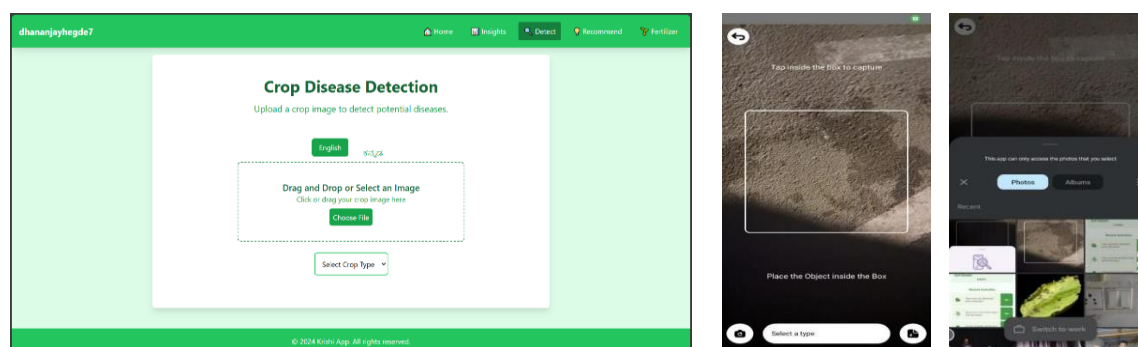 dhananjayhegde7
Home Insights Detect Recommend Fertilizer
Crop Disease Detection
Upload a crop image to detect potential diseases.
English ಕನ್ನಡ
Drag and Drop or Select an Image
Click or drag your crop image here
Choose File
Select Crop Type
© 2024 Krishi App. All rights reserved.
Tap inside the box to capture
Place the Object inside the Box
Select a type
Tap inside the box to capture
This app can only access the photos that you select
Photos Albums
Recent
Switch to work